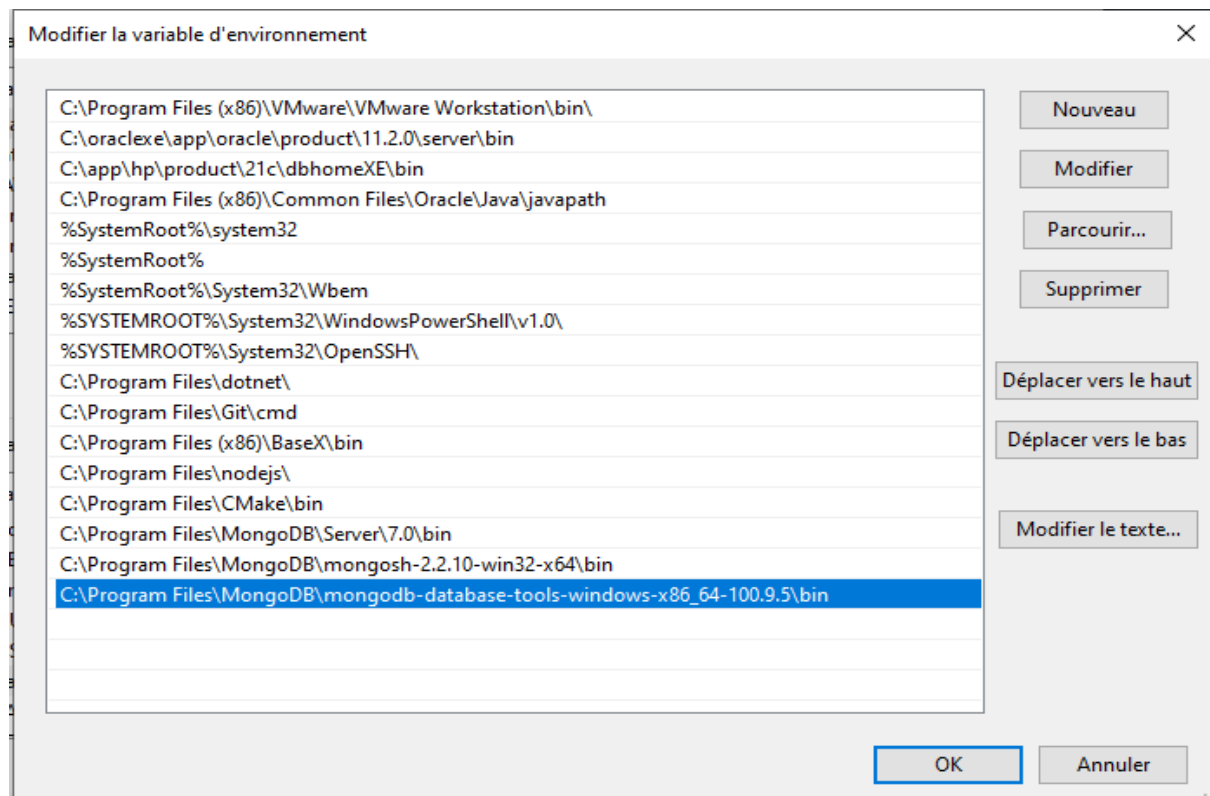 Modifier la variable d'environnement
C:\Program Files (x86)\VMware\VMware Workstation\bin\
C:\oraclexe\app\oracle\product\11.2.0\server\bin
C:\app\hp\product\21c\dbhomeXE\bin
C:\Program Files (x86)\Common Files\Oracle\Java\javapath
%SystemRoot%\system32
%SystemRoot%
%SystemRoot%\System32\Wbem
%SYSTEMROOT%\System32\WindowsPowerShell\v1.0\
%SYSTEMROOT%\System32\OpenSSH\
C:\Program Files\dotnet\
C:\Program Files\Git\cmd
C:\Program Files (x86)\BaseX\bin
C:\Program Files\nodejs\
C:\Program Files\CMake\bin
C:\Program Files\MongoDB\Server\7.0\bin
C:\Program Files\MongoDB\mongosh-2.2.10-win32-x64\bin
C:\Program Files\MongoDB\mongodb-database-tools-windows-x86_64-100.9.5\bin
Nouveau
Modifier
Parcourir...
Supprimer
Déplacer vers le haut
Déplacer vers le bas
Modifier le texte...
OK
Annuler